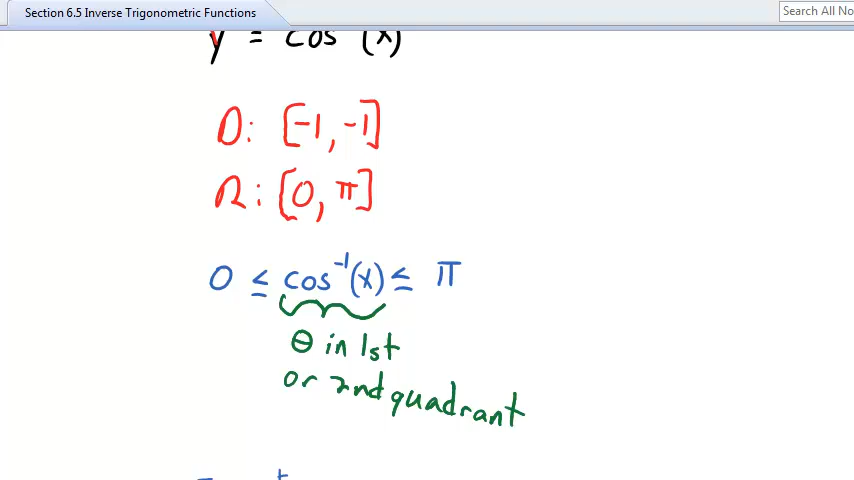 Section 6.5 Inverse Trigonometric Functions
Search All No
y = cos (x)
D: [-1, -1]
R: [0, π]
0 ≤ cos⁻¹(x) ≤ π
θ in 1st
or 2nd quadrant